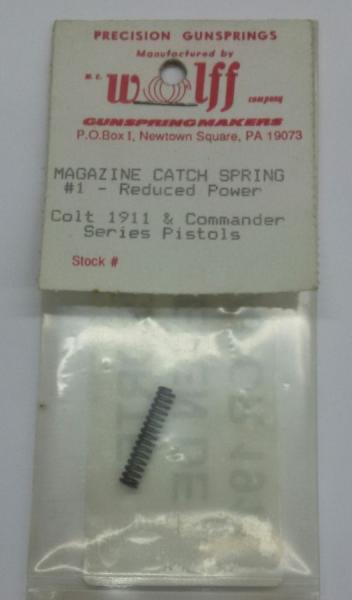 PRECISION GUNSPRINGS
Manufactured by
W. C.
Wolff
company
GUNSPRINGMAKERS
P.O.Box I, Newtown Square, PA 19073
MAGAZINE CATCH SPRING
#1 - Reduced Power
Colt 1911 & Commander
Series Pistols
Stock #